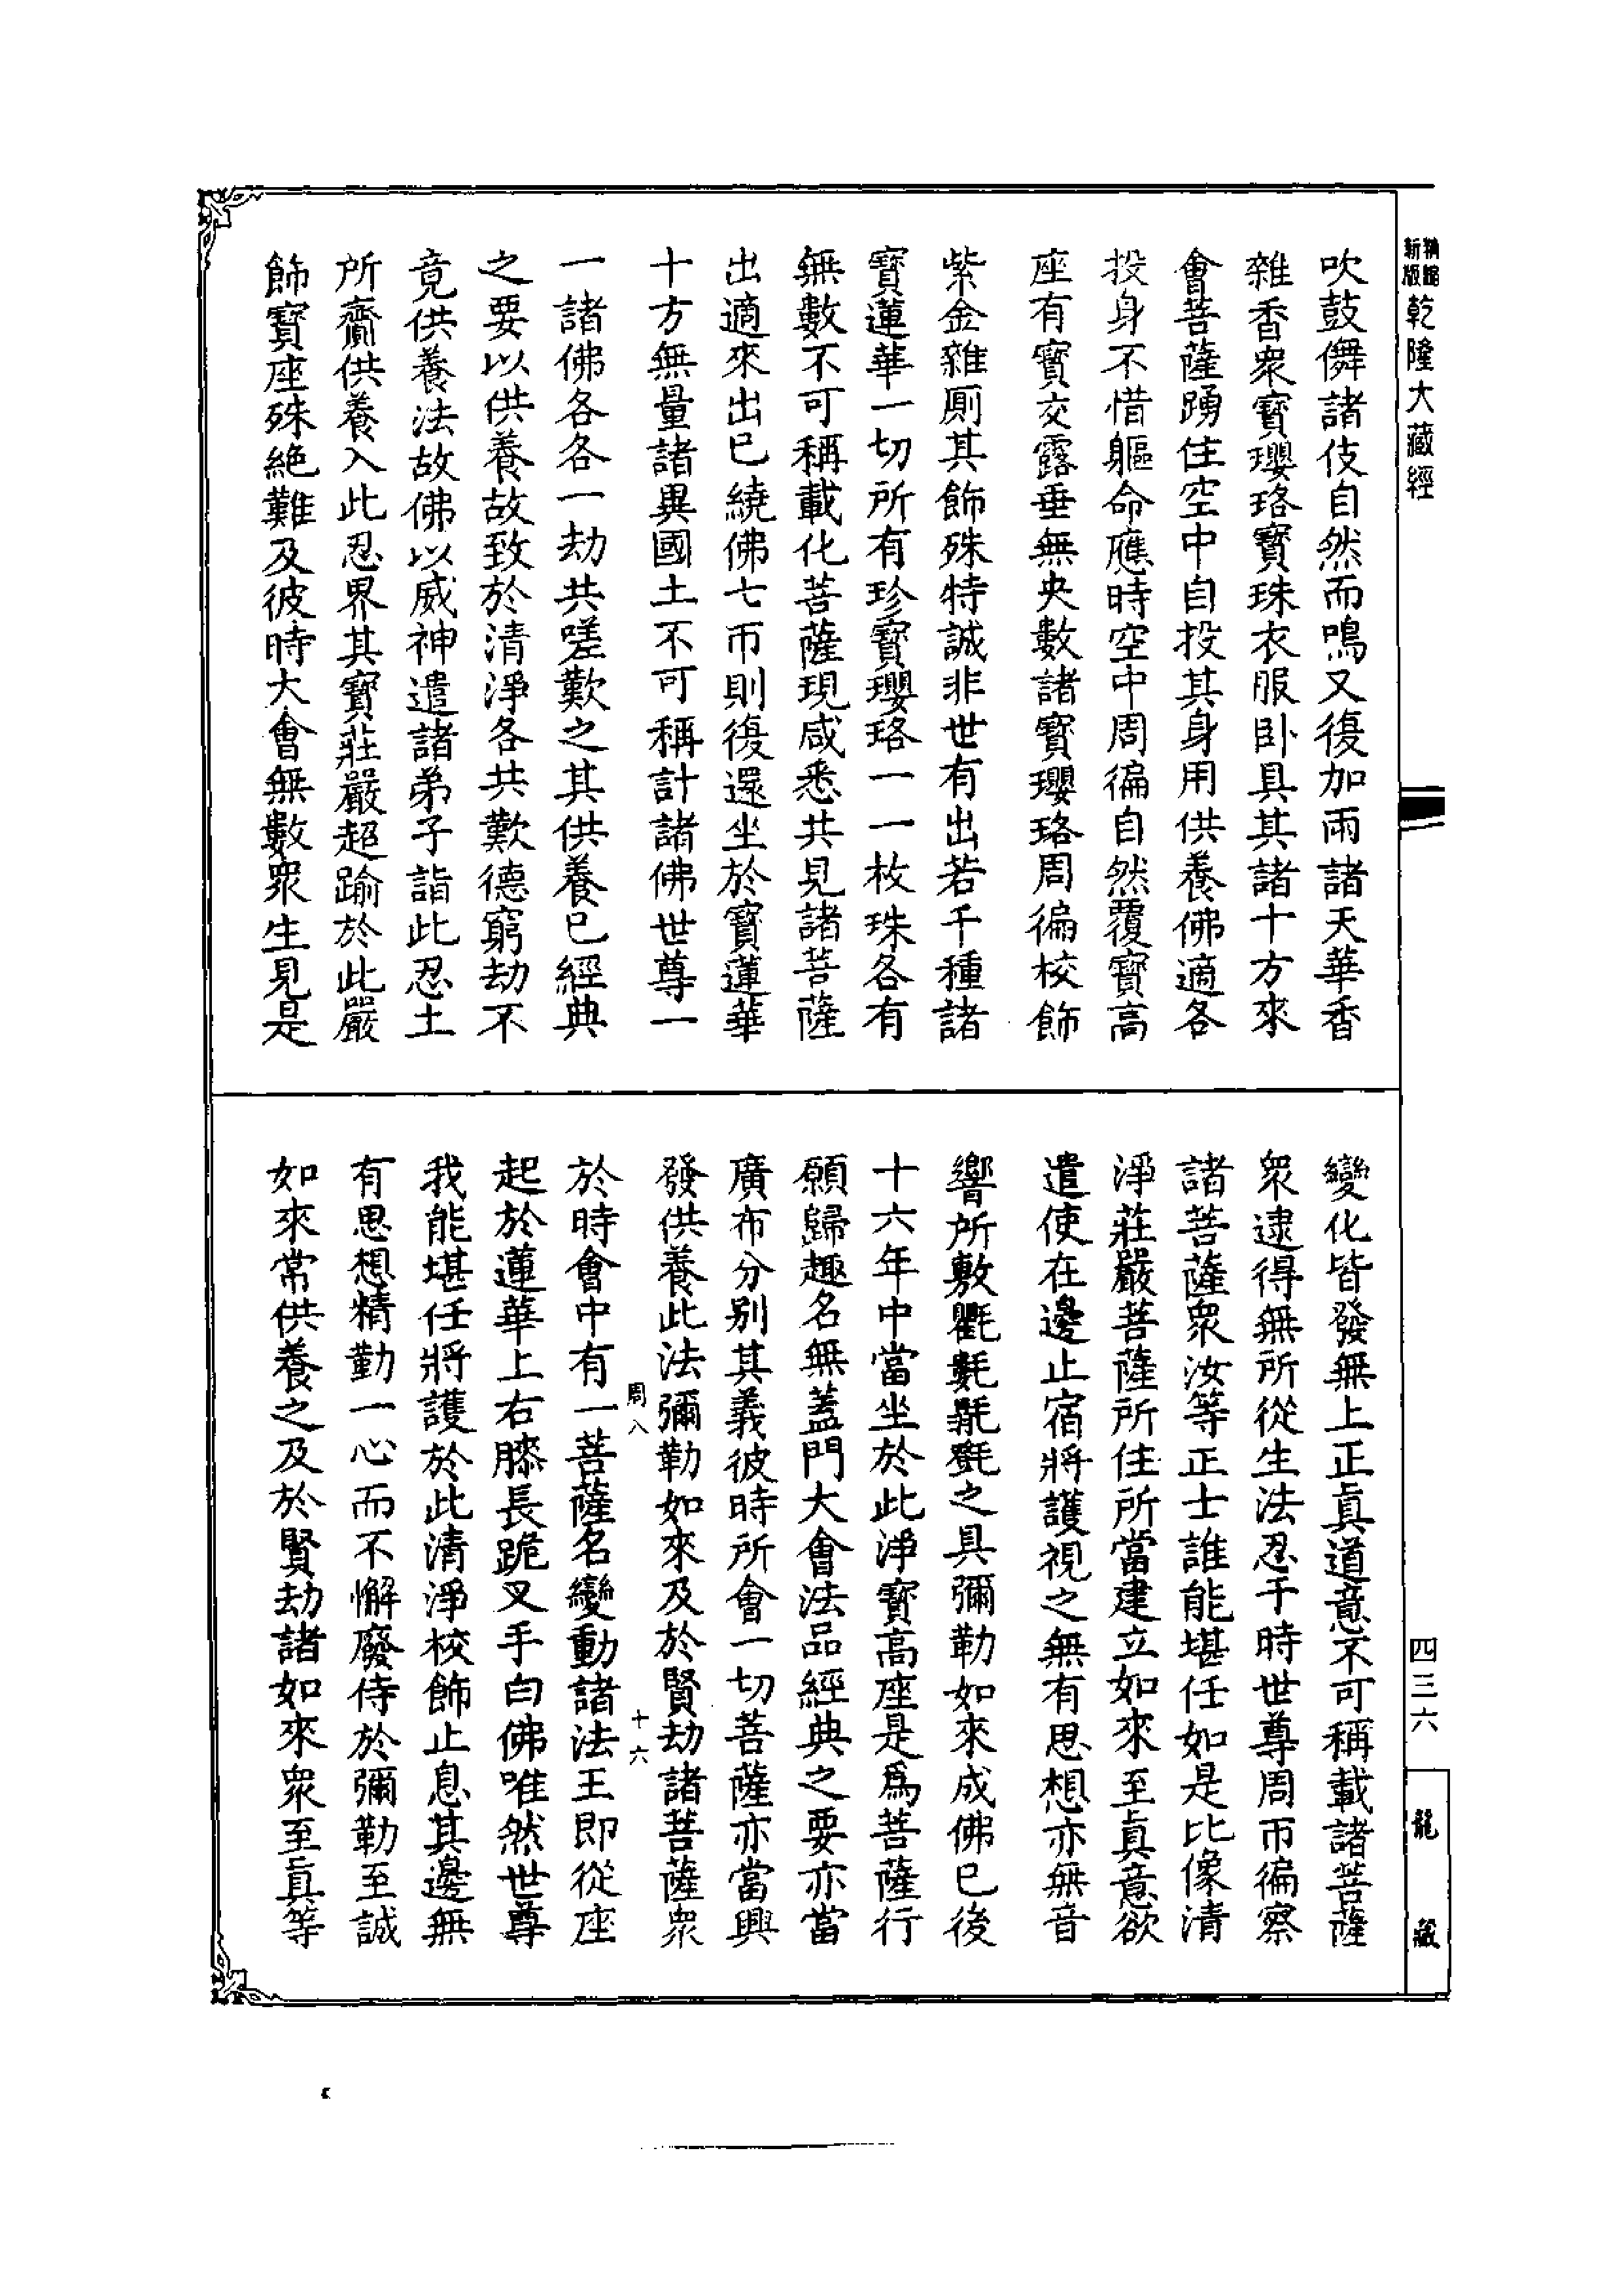 新版
精縮
乾隆大藏經
四三六
龍藏
吹鼓儛諸伎自然而鳴又復加雨諸天華香
雜香衆寶瓔珞寶珠衣服卧具其諸十方來
會菩薩踴住空中自投其身用供養佛適各
投身不惜軀命應時空中周徧自然覆寶高
座有寶交露垂無央數諸寶瓔珞周徧校飾
紫金雜廁其飾殊特誠非世有出若干種諸
寶蓮華一切所有珍寶瓔珞一一枚珠各有
無數不可稱載化菩薩現咸悉共見諸菩薩
出適來出已繞佛七帀則復還坐於寶蓮華
十方無量諸異國土不可稱計諸佛世尊一
一諸佛各各一劫共嗟歎之其供養已經典
之要以供養故致於清淨各共歎德窮劫不
竟供養法故佛以威神遣諸弟子詣此忍土
所齎供養入此忍界其寶莊嚴超踰於此嚴
飾寶座殊絶難及彼時大會無數衆生見是
變化皆發無上正真道意不可稱載諸菩薩
衆逮得無所從生法忍于時世尊周帀徧察
諸菩薩衆汝等正士誰能堪任如是比像清
淨莊嚴菩薩所住所當建立如來至真意欲
遣使在邊止宿將護視之無有思想亦無音
響所敷氍𣰽毾㲪之具彌勒如來成佛已後
十六年中當坐於此淨寶高座是爲菩薩行
願歸趣名無蓋門大會法品經典之要亦當
廣布分别其義彼時所會一切菩薩亦當興
發供養此法彌勒如來及於賢劫諸菩薩衆
周八
十六
於時會中有一菩薩名變動諸法王即從座
起於蓮華上右膝長跪叉手白佛唯然世尊
我能堪任將護於此清淨校飾止息其邊無
有思想精勤一心而不懈廢侍於彌勒至誠
如來常供養之及於賢劫諸如來衆至真等